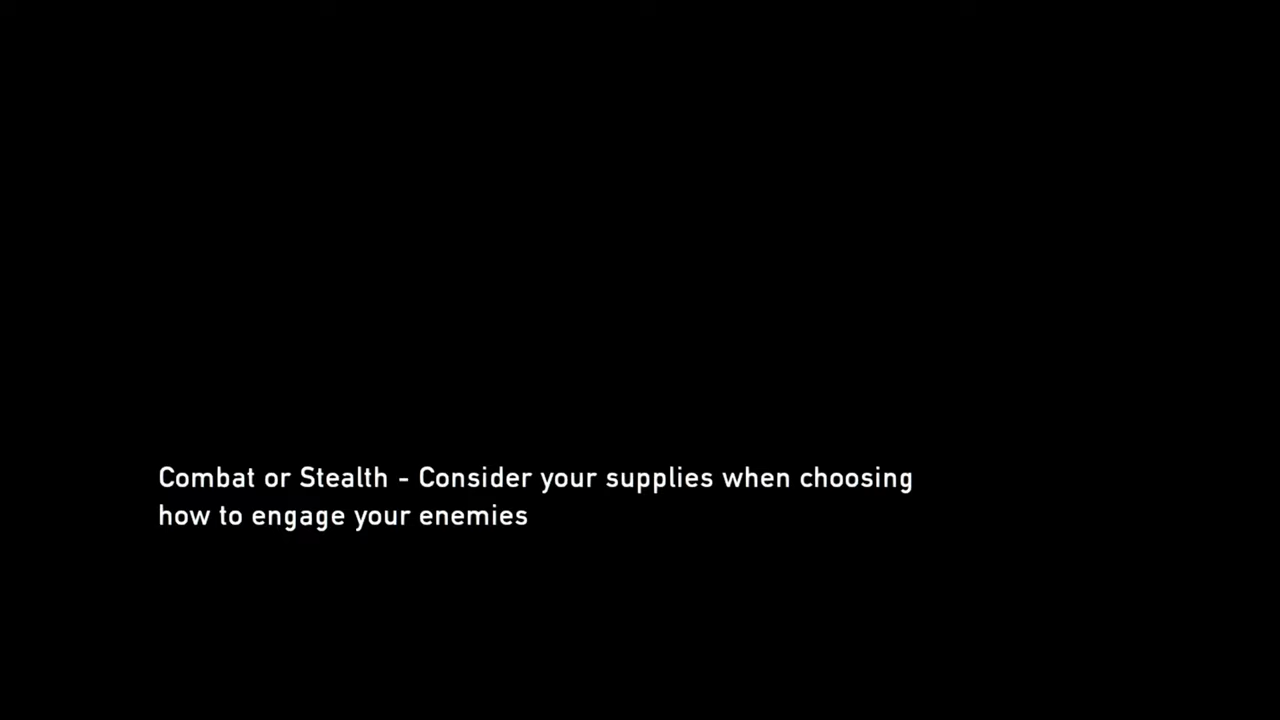 Combat or Stealth - Consider your supplies when choosing
how to engage your enemies